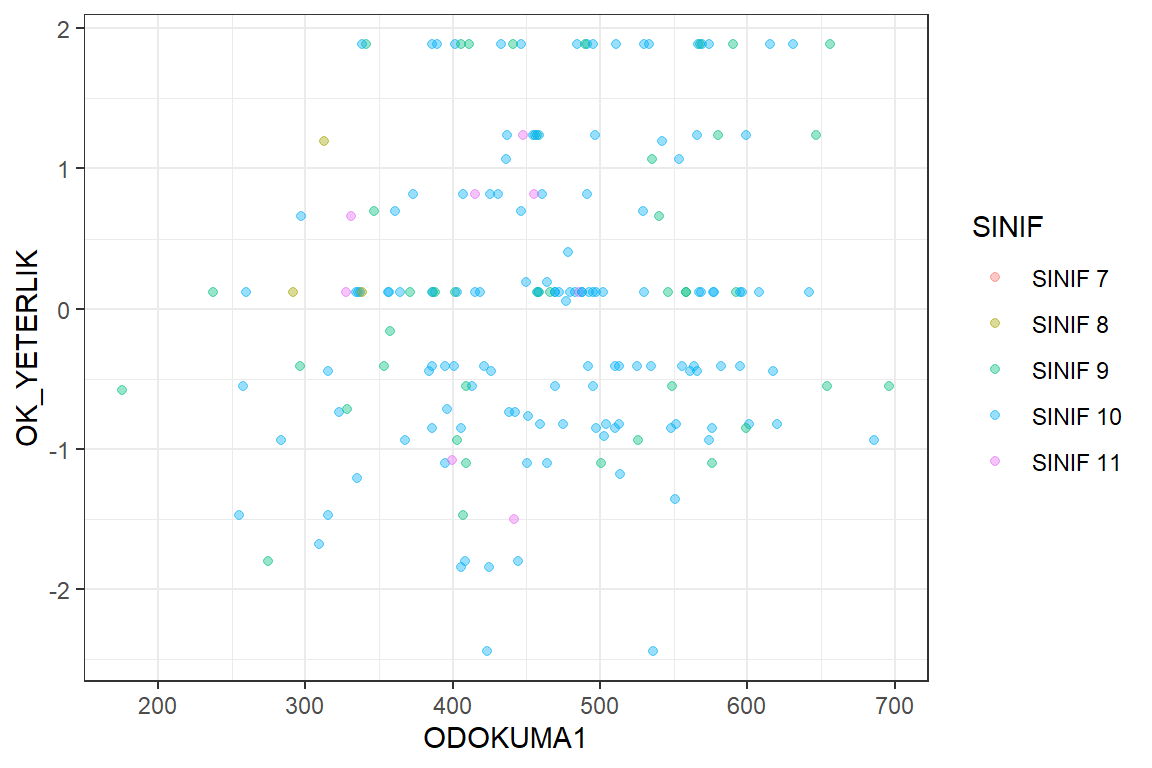 2
1
0
-1
-2
OK_YETERLIK
200 300 400 500 600 700
ODOKUMA1
SINIF
SINIF 7
SINIF 8
SINIF 9
SINIF 10
SINIF 11